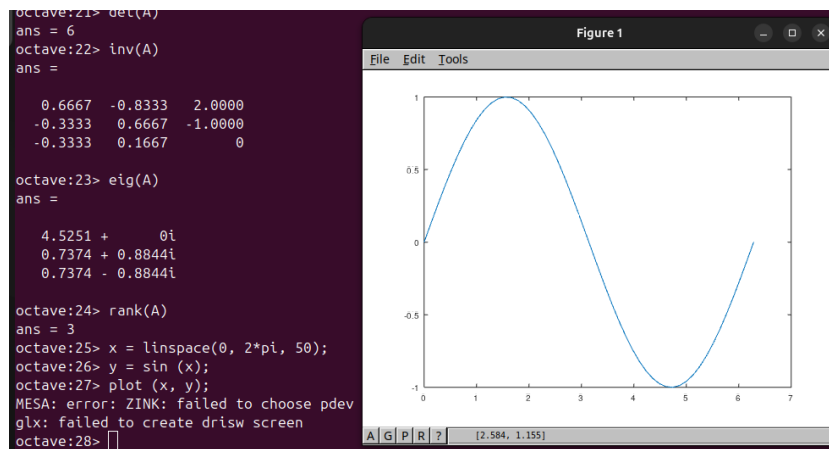 octave:21> det(A)
ans = 6
octave:22> inv(A)
ans =
0.6667 -0.8333 2.0000
-0.3333 0.6667 -1.0000
-0.3333 0.1667 0
octave:23> eig(A)
ans =
4.5251 + 0i
0.7374 + 0.8844i
0.7374 - 0.8844i
octave:24> rank(A)
ans = 3
octave:25> x = linspace(0, 2*pi, 50);
octave:26> y = sin (x);
octave:27> plot (x, y);
MESA: error: ZINK: failed to choose pdev
glx: failed to create drisw screen
octave:28>
Figure 1
File Edit Tools
1
0.5
0
-0.5
-1
0 1 2 3 4 5 6 7
A G P R ? [2.584, 1.155]